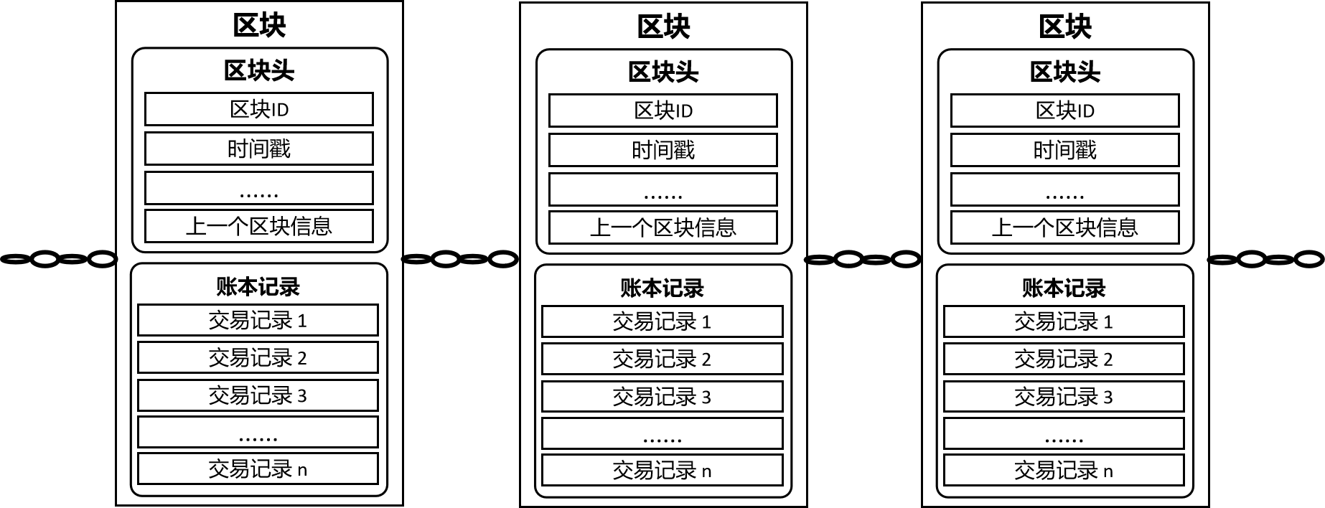 区块
区块头
区块ID
时间戳
......
上一个区块信息
账本记录
交易记录 1
交易记录 2
交易记录 3
......
交易记录 n
区块
区块头
区块ID
时间戳
......
上一个区块信息
账本记录
交易记录 1
交易记录 2
交易记录 3
......
交易记录 n
区块
区块头
区块ID
时间戳
......
上一个区块信息
账本记录
交易记录 1
交易记录 2
交易记录 3
......
交易记录 n